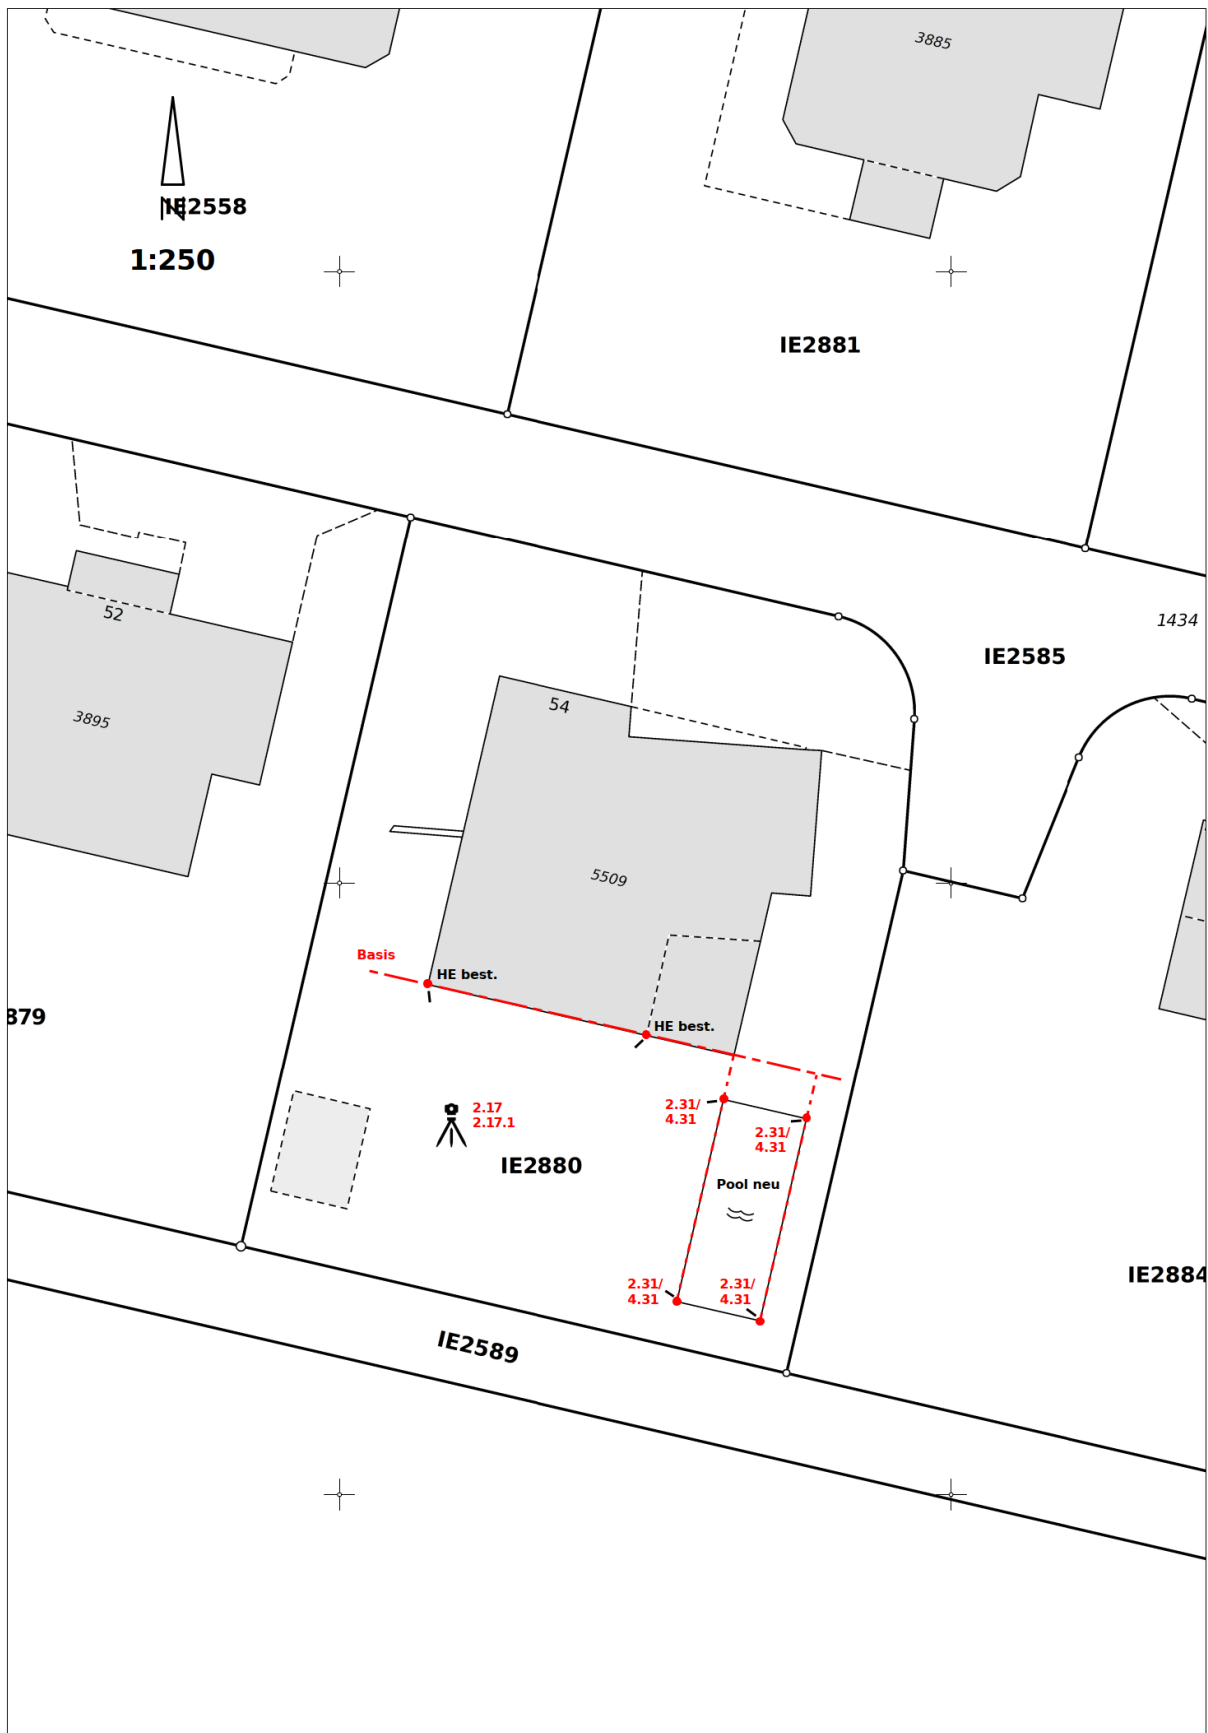 3885
N
IE2558
1:250
IE2881
52
1434
IE2585
54
3895
5509
Basis
HE best.
879
HE best.
2.17
2.17.1
2.31/
4.31
2.31/
4.31
IE2880
Pool neu
2.31/
4.31
2.31/
4.31
IE2884
IE2589